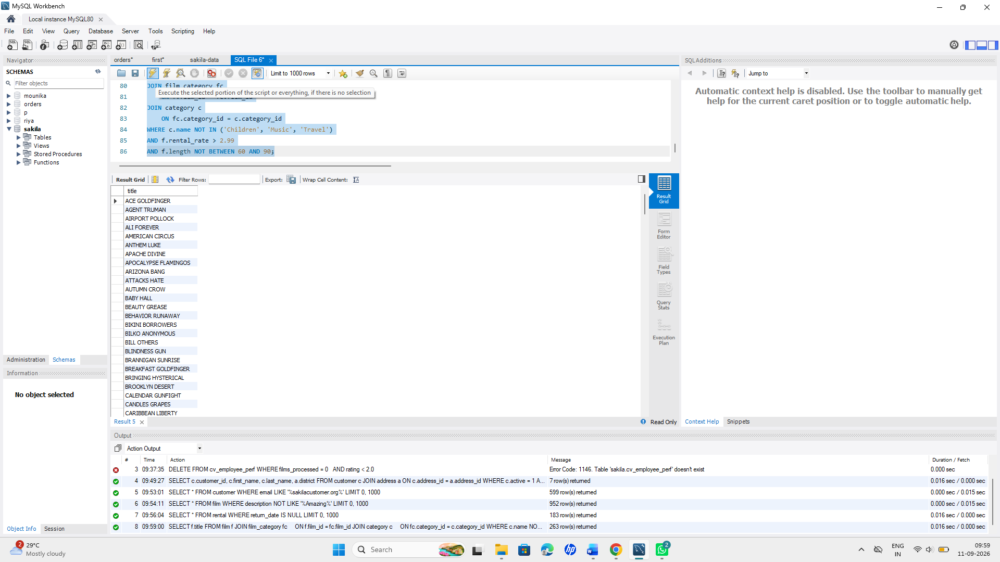 MySQL Workbench
Local instance MySQL80
File Edit View Query Database Server Tools Scripting Help
Navigator
SCHEMAS
Filter objects
mounika
orders
p
riya
sakila
Tables
Views
Stored Procedures
Functions
Administration Schemas
Information
No object selected
Object Info Session
orders* first* sakila-data SQL File 6*
Limit to 1000 rows
80 JOIN film_category fc
81
Execute the selected portion of the script or everything, if there is no selection
82 JOIN category c
83 ON fc.category_id = c.category_id
84 WHERE c.name NOT IN ('Children', 'Music', 'Travel')
85 AND f.rental_rate > 2.99
86 AND f.length NOT BETWEEN 60 AND 90;
Result Grid Filter Rows: Export: Wrap Cell Content:
title
ACE GOLDFINGER
AGENT TRUMAN
AIRPORT POLLOCK
ALI FOREVER
AMERICAN CIRCUS
ANTHEM LUKE
APACHE DIVINE
APOCALYPSE FLAMINGOS
ARIZONA BANG
ATTACKS HATE
AUTUMN CROW
BABY HALL
BEAUTY GREASE
BEHAVIOR RUNAWAY
BIKINI BORROWERS
BILKO ANONYMOUS
BILL OTHERS
BLINDNESS GUN
BRANNIGAN SUNRISE
BREAKFAST GOLDFINGER
BRINGING HYSTERICAL
BROOKLYN DESERT
CALENDAR GUNFIGHT
CANDLES GRAPES
CARIBBEAN LIBERTY
Result Grid
Form Editor
Field Types
Query Stats
Execution Plan
Result 5 Read Only
SQLAdditions
Jump to
Automatic context help is disabled. Use the toolbar to manually get
help for the current caret position or to toggle automatic help.
Context Help Snippets
Output
Action Output
# Time Action Message Duration / Fetch
3 09:37:35 DELETE FROM cv_employee_perf WHERE films_processed = 0 AND rating < 2.0 Error Code: 1146. Table 'sakila.cv_employee_perf' doesn't exist 0.000 sec
4 09:49:27 SELECT c.customer_id, c.first_name, c.last_name, a.district FROM customer c JOIN address a ON c.address_id = a.address_id WHERE c.active = 1 A... 7 row(s) returned 0.016 sec / 0.000 sec
5 09:53:01 SELECT * FROM customer WHERE email LIKE '%sakilacustomer.org%' LIMIT 0, 1000 599 row(s) returned 0.000 sec / 0.015 sec
6 09:54:11 SELECT * FROM film WHERE description NOT LIKE '%Amazing%' LIMIT 0, 1000 952 row(s) returned 0.000 sec / 0.015 sec
7 09:56:04 SELECT * FROM rental WHERE return_date IS NULL LIMIT 0, 1000 183 row(s) returned 0.016 sec / 0.000 sec
8 09:59:00 SELECT f.title FROM film f JOIN film_category fc ON f.film_id = fc.film_id JOIN category c ON fc.category_id = c.category_id WHERE c.name NO... 263 row(s) returned 0.016 sec / 0.000 sec
2
29°C
Mostly cloudy
Search
2
ENG
IN
09:59
11-09-2026